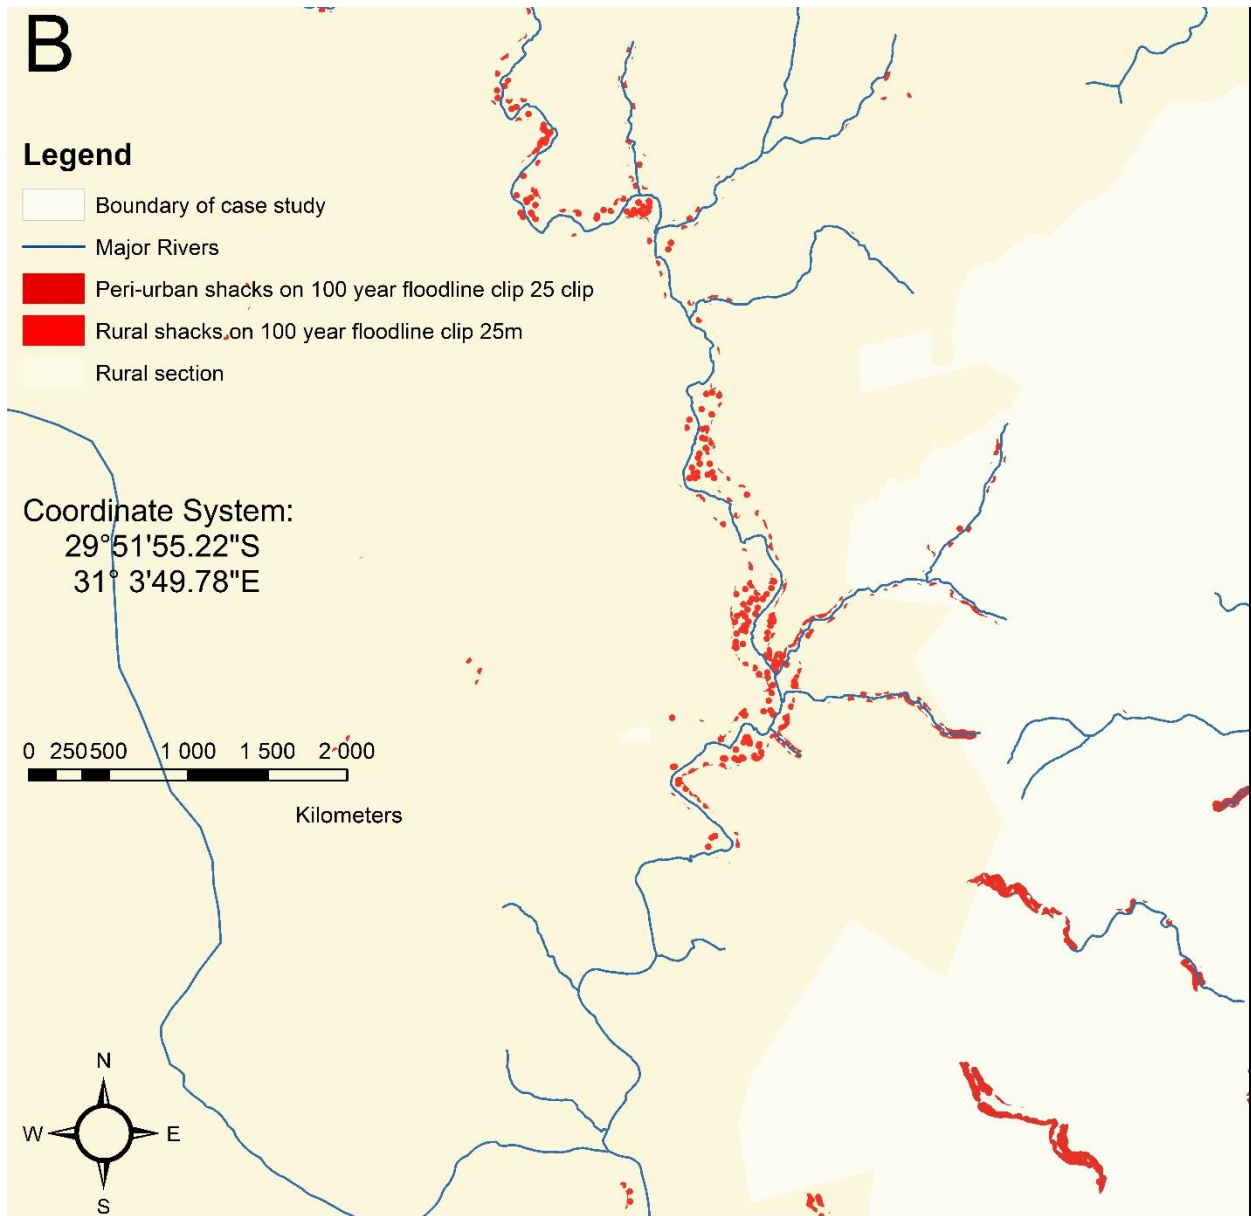 B
Legend
Boundary of case study
Major Rivers
Peri-urban shacks on 100 year floodline clip 25 clip
Rural shacks on 100 year floodline clip 25m
Rural section
Coordinate System:
29°51'55.22"S
31° 3'49.78"E
0 250 500 1 000 1 500 2 000
Kilometers
N
W E
S